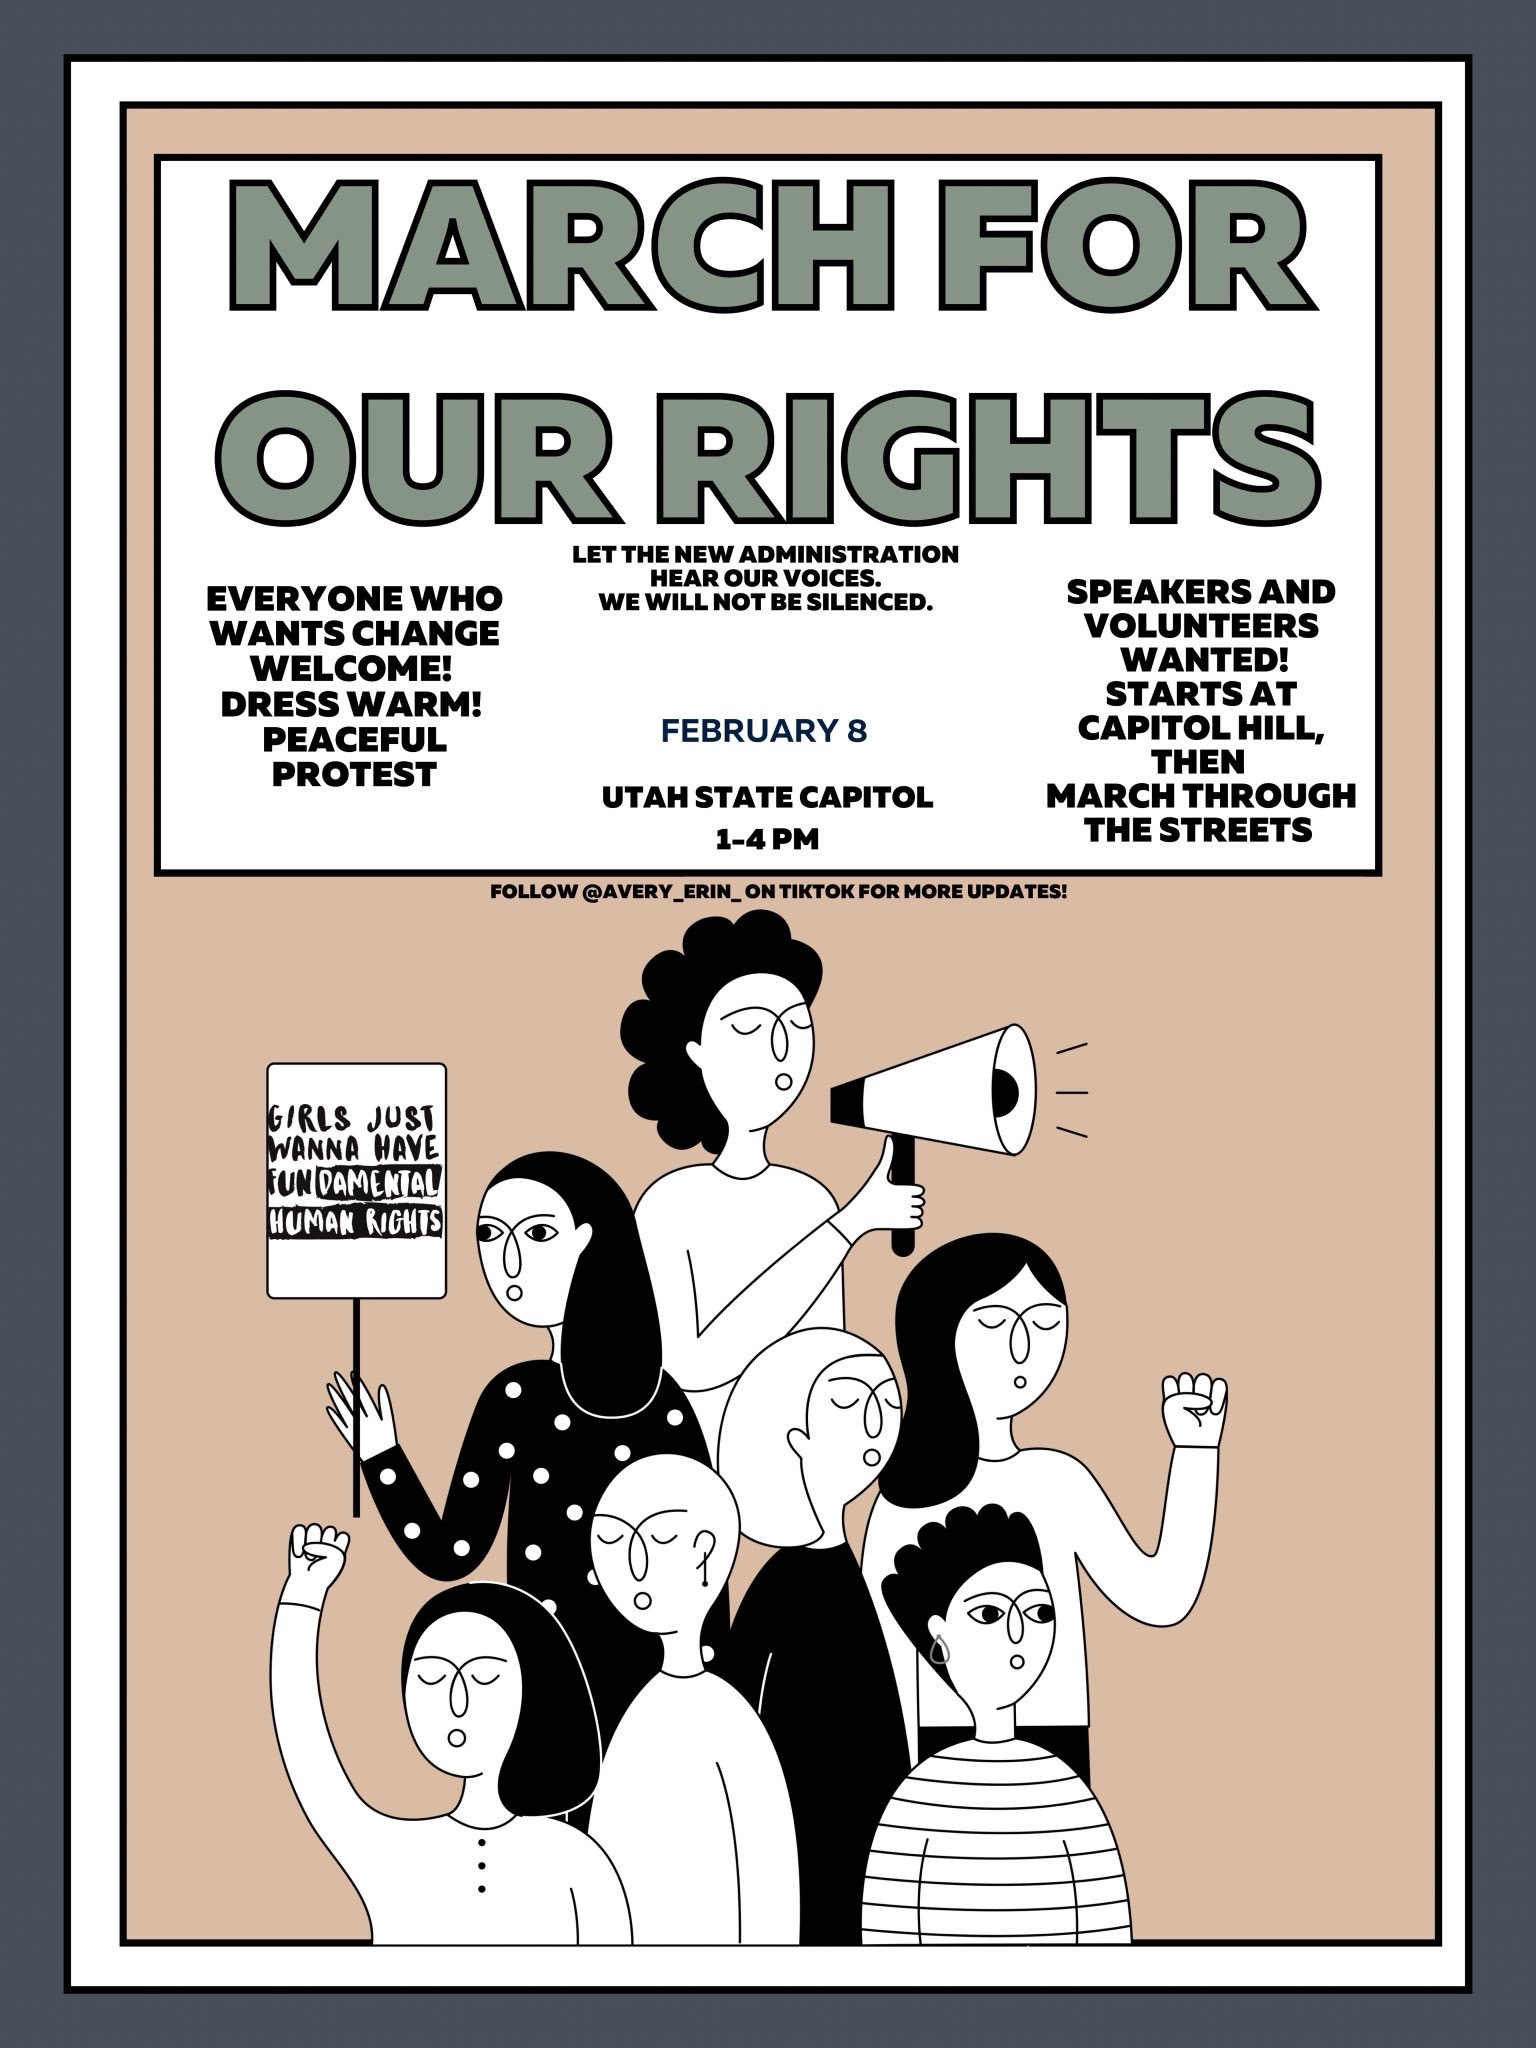 MARCH FOR
OUR RIGHTS
LET THE NEW ADMINISTRATION
HEAR OUR VOICES.
WE WILL NOT BE SILENCED.
EVERYONE WHO
WANTS CHANGE
WELCOME!
DRESS WARM!
PEACEFUL
PROTEST
FEBRUARY 8
UTAH STATE CAPITOL
1-4 PM
SPEAKERS AND
VOLUNTEERS
WANTED!
STARTS AT
CAPITOL HILL,
THEN
MARCH THROUGH
THE STREETS
FOLLOW @AVERY_ERIN_ ON TIKTOK FOR MORE UPDATES!
GIRLS JUST
WANNA HAVE
FUNDAMENTAL
HUMAN RIGHTS